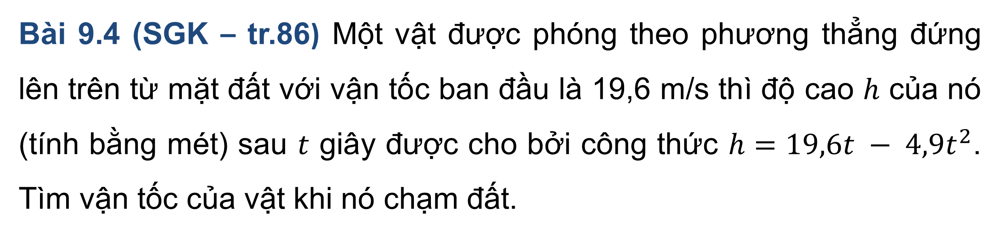 Bài 9.4 (SGK – tr.86) Một vật được phóng theo phương thẳng đứng
lên trên từ mặt đất với vận tốc ban đầu là 19,6 m/s thì độ cao h của nó
(tính bằng mét) sau t giây được cho bởi công thức h = 19,6t − 4,9t².
Tìm vận tốc của vật khi nó chạm đất.